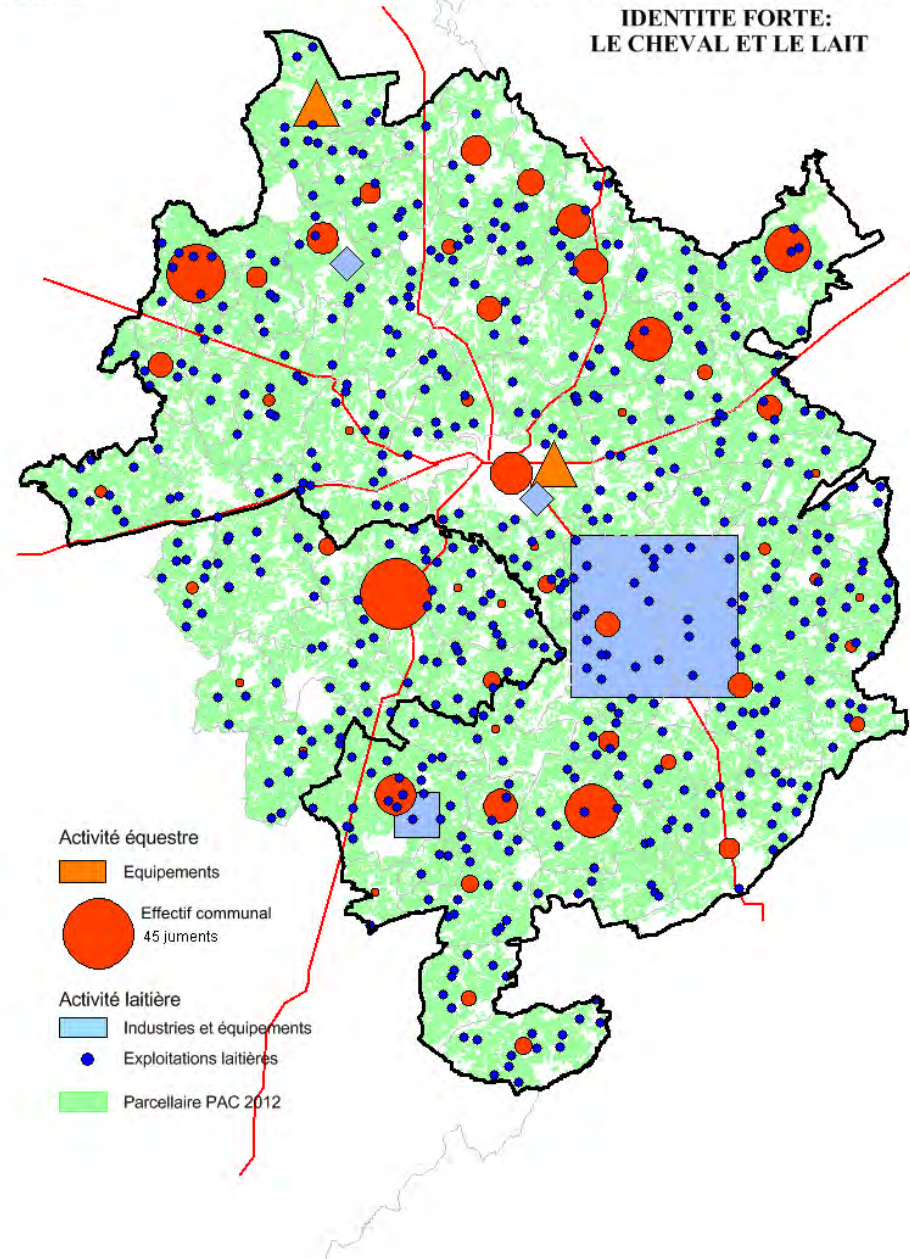 IDENTITE FORTE:
LE CHEVAL ET LE LAIT
Activité équestre
Equipements
Effectif communal
45 juments
Activité laitière
Industries et équipements
Exploitations laitières
Parcellaire PAC 2012